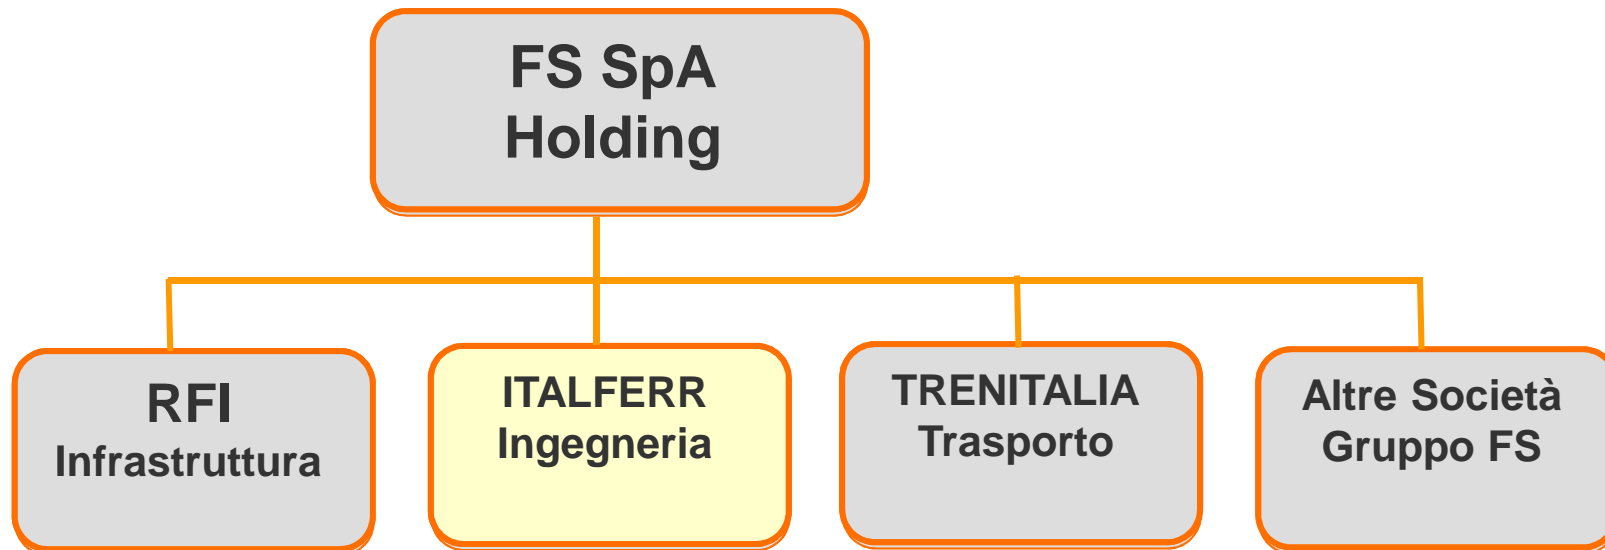 FS SpA
Holding
RFI
Infrastruttura
ITALFERR
Ingegneria
TRENITALIA
Trasporto
Altre Società
Gruppo FS